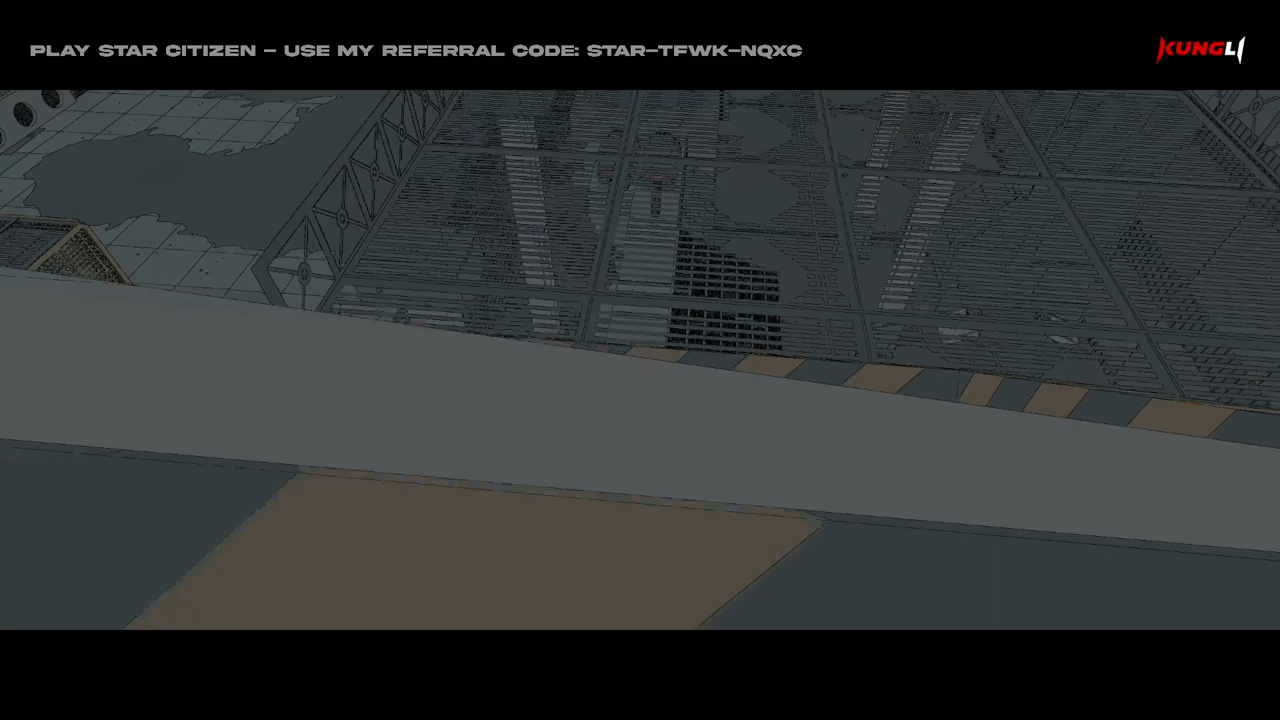 PLAY STAR CITIZEN – USE MY REFERRAL CODE: STAR–TFWK–NQXC
KUNGLI